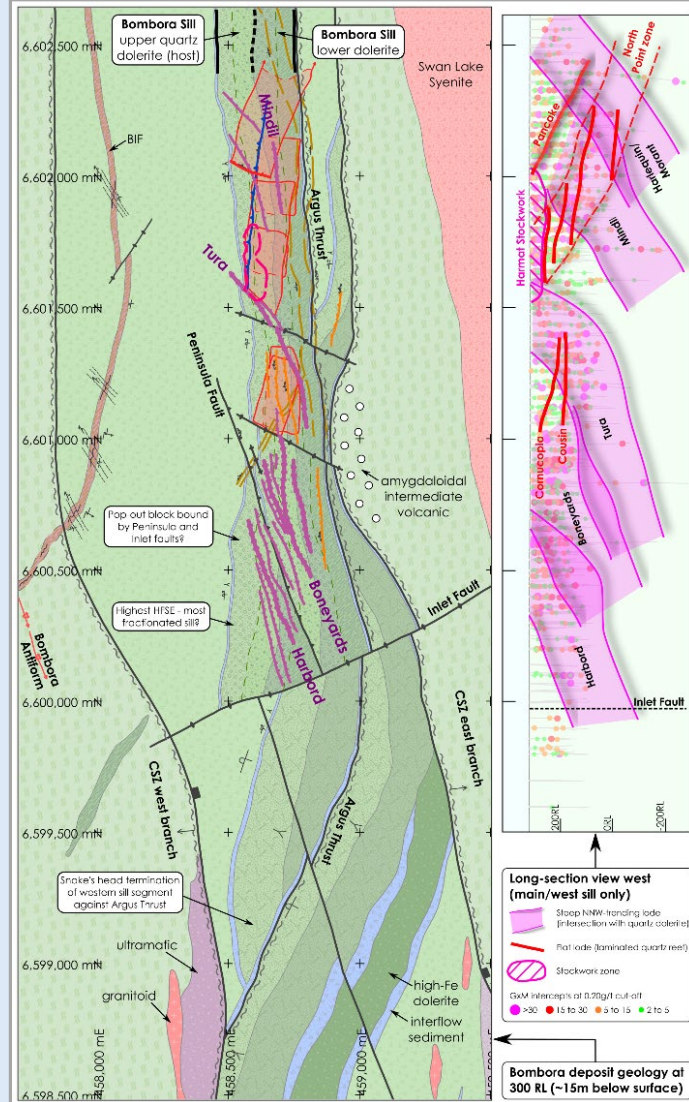 Bombora Sill
upper quartz
dolerite (host)
Bombora Sill
lower dolerite
Swan Lake
Syenite
6,602,500 mN
BIF
Mindil
6,602,000 mN
Argus Thrust
Tura
6,601,500 mN
Peninsula Fault
6,601,000 mN
amygdaloidal
intermediate
volcanic
Pop out block bound
by Peninsula and
Inlet faults?
6,600,500 mN
Highest HFSE - most
fractionated sill?
Boneyards
Inlet Fault
Harbord
Bombora
Antiform
6,600,000 mN
CSZ west branch
CSZ east branch
Argus Thrust
6,599,500 mN
Snake's head termination
of western sill segment
against Argus Thrust
ultramafic
6,599,000 mN
granitoid
high-Fe
dolerite
interflow
sediment
458,000 mE
458,500 mE
459,000 mE
6,598,500 mN
North
Point zone
Pancake
Harlequin/
Morant
Harmat Stockwork
Mindil
Cornucopia
Cousin
Tura
Boneyards
Harbord
Inlet Fault
200RL
0RL
-200RL
Long-section view west
(main/west sill only)
Steep NNW-trending lode
(intersection with quartz dolerite)
Flat lode (laminated quartz reef)
Stockwork zone
GxM intercepts at 0.20g/t cut-off
>30 15 to 30 5 to 15 2 to 5
Bombora deposit geology at
300 RL (~15m below surface)